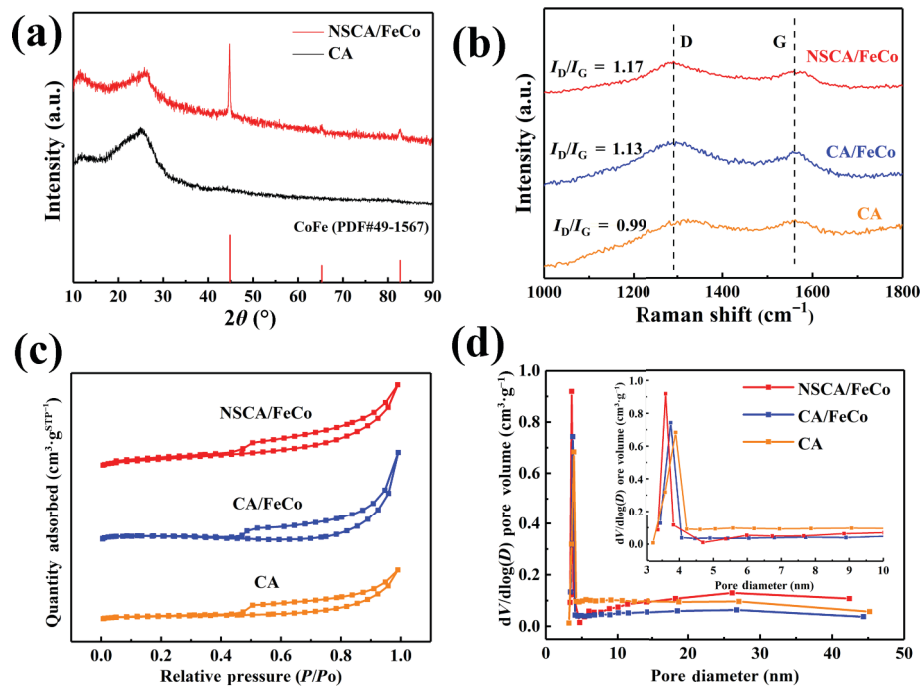 (a)
NSCA/FeCo
CA
Intensity (a.u.)
CoFe (PDF#49-1567)
10 20 30 40 50 60 70 80 90
2θ (°)
(b)
D G
NSCA/FeCo
I_D/I_G = 1.17
CA/FeCo
I_D/I_G = 1.13
CA
I_D/I_G = 0.99
Intensity (a.u.)
1000 1200 1400 1600 1800
Raman shift (cm⁻¹)
(c)
NSCA/FeCo
CA/FeCo
CA
Quantity adsorbed (cm⁻³·g^STP⁻¹)
0.0 0.2 0.4 0.6 0.8 1.0
Relative pressure (P/Po)
(d)
1.0
0.8
0.6
0.4
0.2
0.0
dV/dlog(D) pore volume (cm³·g⁻¹)
0 10 20 30 40 50
Pore diameter (nm)
NSCA/FeCo
CA/FeCo
CA
1.0
0.8
0.6
0.4
0.2
0.0
dV/dlog(D) ore volume (cm³·g⁻¹)
3 4 5 6 7 8 9 10
Pore diameter (nm)